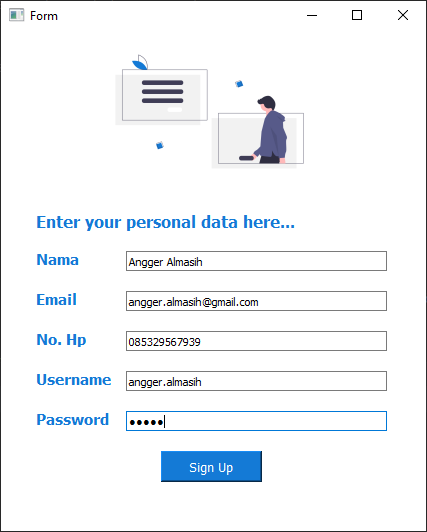 Form
Enter your personal data here...
Nama Angger Almasih
Email angger.almasih@gmail.com
No. Hp 085329567939
Username angger.almasih
Password ●●●●●
Sign Up